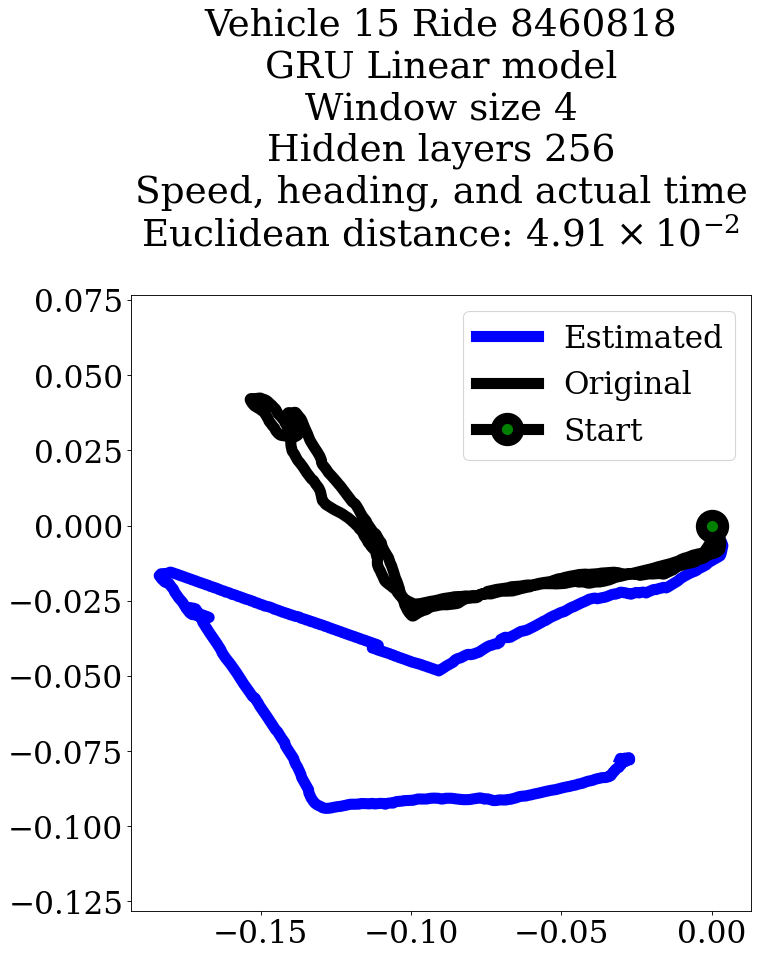 Vehicle 15 Ride 8460818
GRU Linear model
Window size 4
Hidden layers 256
Speed, heading, and actual time
Euclidean distance: 4.91 × 10⁻²
Estimated
Original
Start
0.075
0.050
0.025
0.000
−0.025
−0.050
−0.075
−0.100
−0.125
−0.15
−0.10
−0.05
0.00